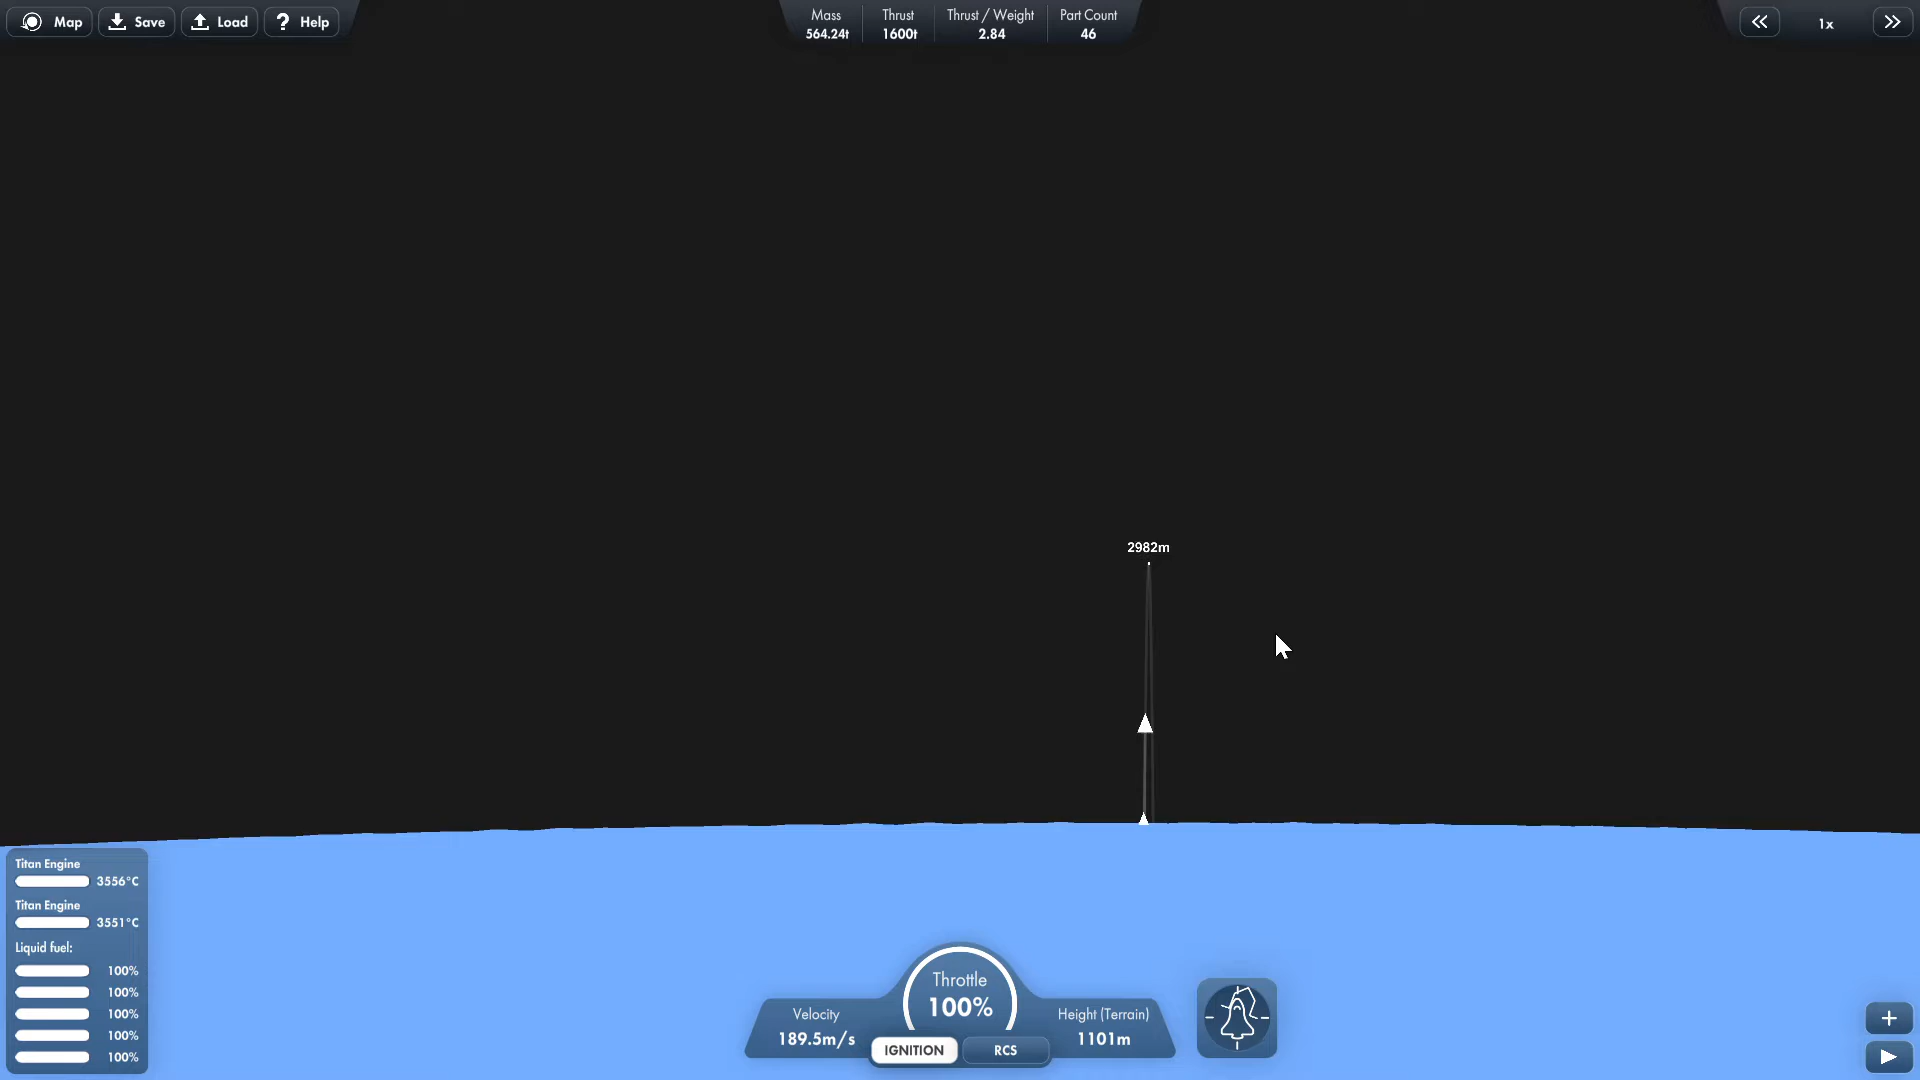 Map Save Load ? Help
Mass Thrust Thrust / Weight Part Count
564.24t 1600t 2.84 46
1x
2982m
Titan Engine
3556°C
Titan Engine
3551°C
Liquid fuel:
100%
100%
100%
100%
100%
Throttle
100%
Velocity
189.5m/s
IGNITION RCS
Height (Terrain)
1101m